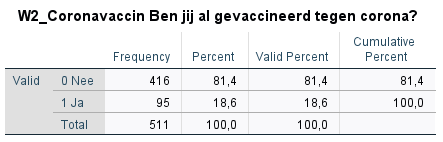 W2_Coronavaccin Ben jij al gevaccineerd tegen corona?
Frequency Percent Valid Percent Cumulative Percent
Valid 0 Nee 416 81,4 81,4 81,4
1 Ja 95 18,6 18,6 100,0
Total 511 100,0 100,0